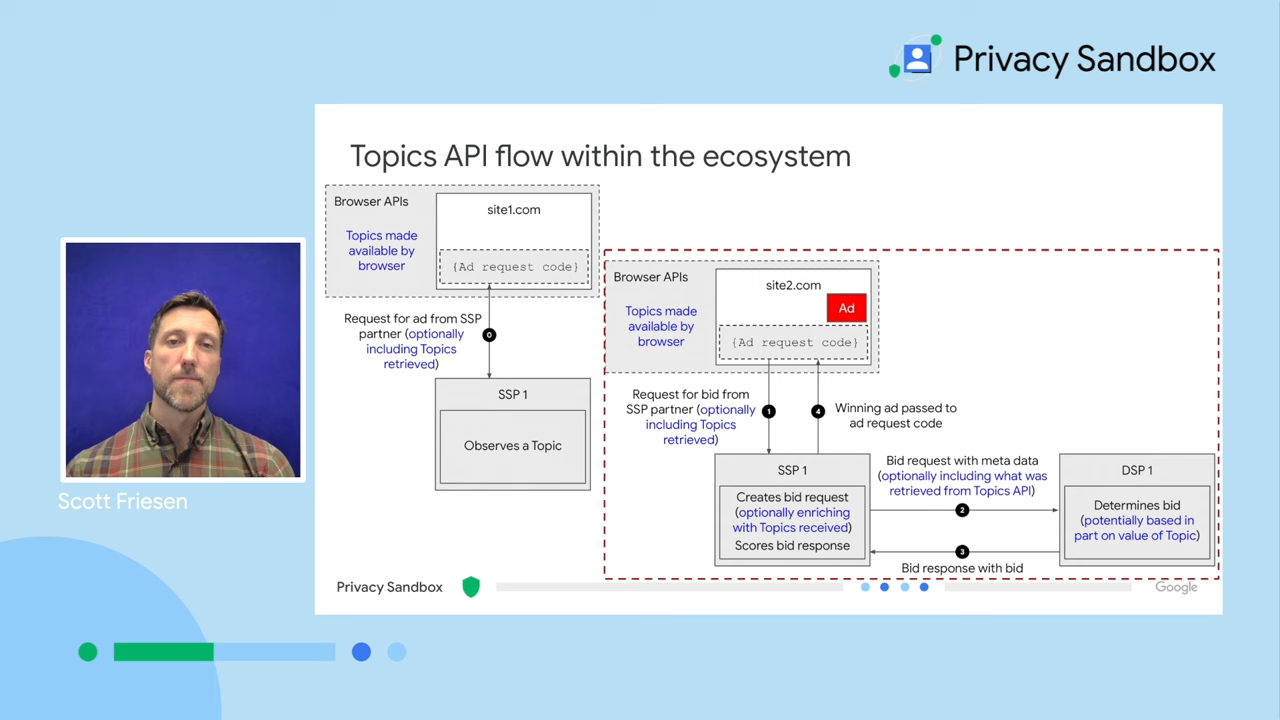 Privacy Sandbox
Topics API flow within the ecosystem
Browser APIs
Topics made
available by
browser
site1.com
{Ad request code}
Request for ad from SSP
partner (optionally
including Topics
retrieved)
0
SSP 1
Observes a Topic
Browser APIs
Topics made
available by
browser
site2.com
Ad
{Ad request code}
Request for bid from
SSP partner (optionally
including Topics
retrieved)
1
4
Winning ad passed to
ad request code
SSP 1
Creates bid request
(optionally enriching
with Topics received)
Scores bid response
Bid request with meta data
(optionally including what was
retrieved from Topics API)
2
3
Bid response with bid
DSP 1
Determines bid
(potentially based in
part on value of Topic)
Scott Friesen
Privacy Sandbox
Google